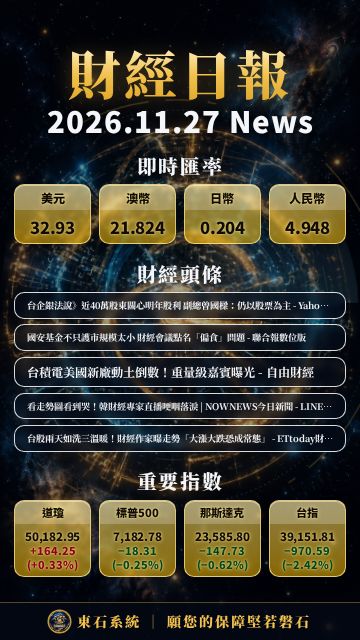 財經日報
2026.11.27 News
即時匯率
美元 澳幣 日幣 人民幣
32.93 21.824 0.204 4.948
財經頭條
台企銀法說》近40萬股東關心明年股利 副總曾國樑：仍以股票為主 - Yaho⋯
國安基金不只護市規模太小 財經會議點名「偏食」問題 - 聯合報數位版
台積電美國新廠動土倒數！重量級嘉賓曝光 - 自由財經
看走勢圖看到哭！韓財經專家直播哽咽落淚 | NOWNEWS今日新聞 - LINE⋯
台股兩天如洗三溫暖！財經作家曝走勢「大漲大跌恐成常態」 - ETtoday財⋯
重要指數
道瓊 標普500 那斯達克 台指
50,182.95 7,182.78 23,585.80 39,151.81
+164.25 −18.31 −147.73 −970.59
(+0.33%) (−0.25%) (−0.62%) (−2.42%)
東石系統 | 願您的保障堅若磐石